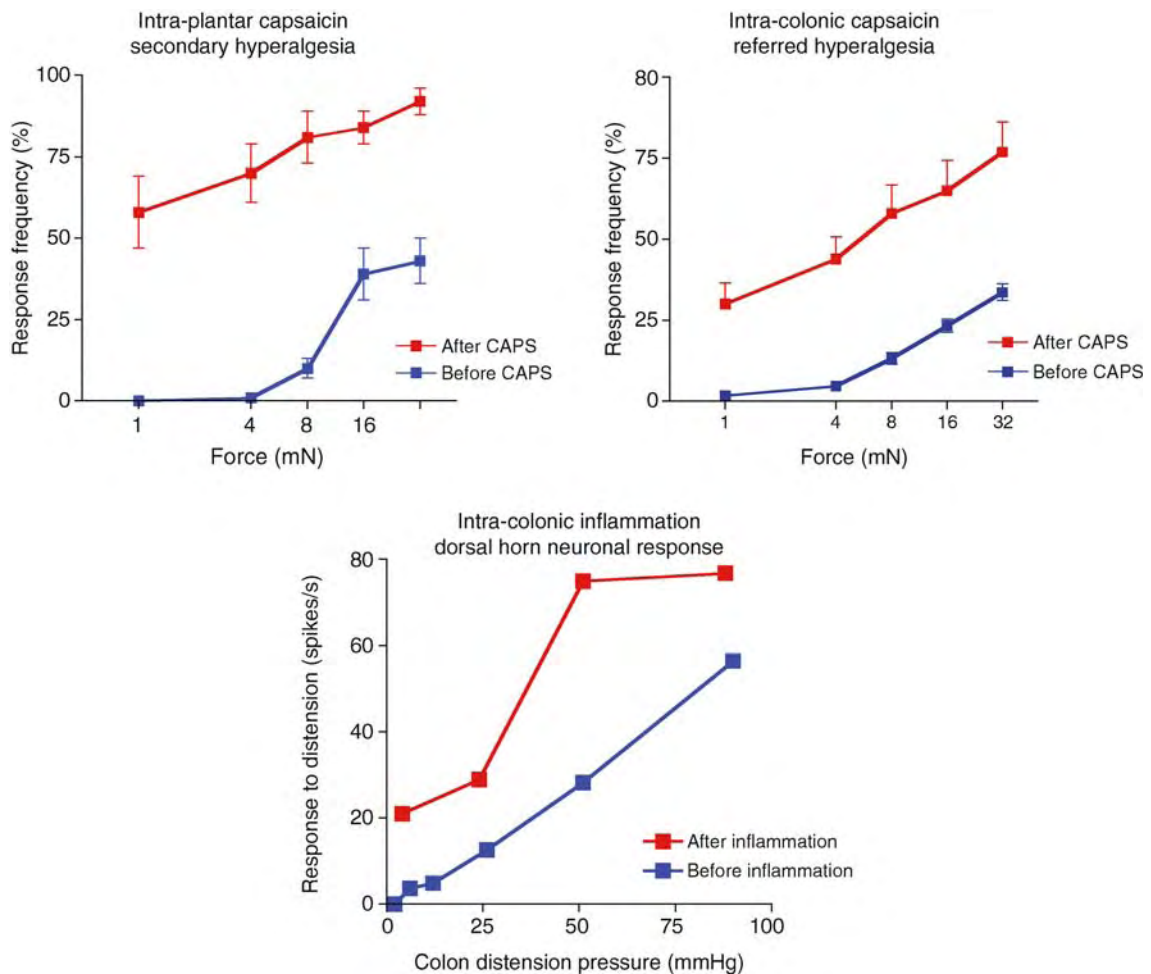 Intra-plantar capsaicin
secondary hyperalgesia
100
75
50
25
0
Response frequency (%)
After CAPS
Before CAPS
1 4 8 16
Force (mN)
Intra-colonic capsaicin
referred hyperalgesia
80
75
50
25
0
Response frequency (%)
After CAPS
Before CAPS
1 4 8 16 32
Force (mN)
Intra-colonic inflammation
dorsal horn neuronal response
80
60
40
20
0
Response to distension (spikes/s)
After inflammation
Before inflammation
0 25 50 75 100
Colon distension pressure (mmHg)